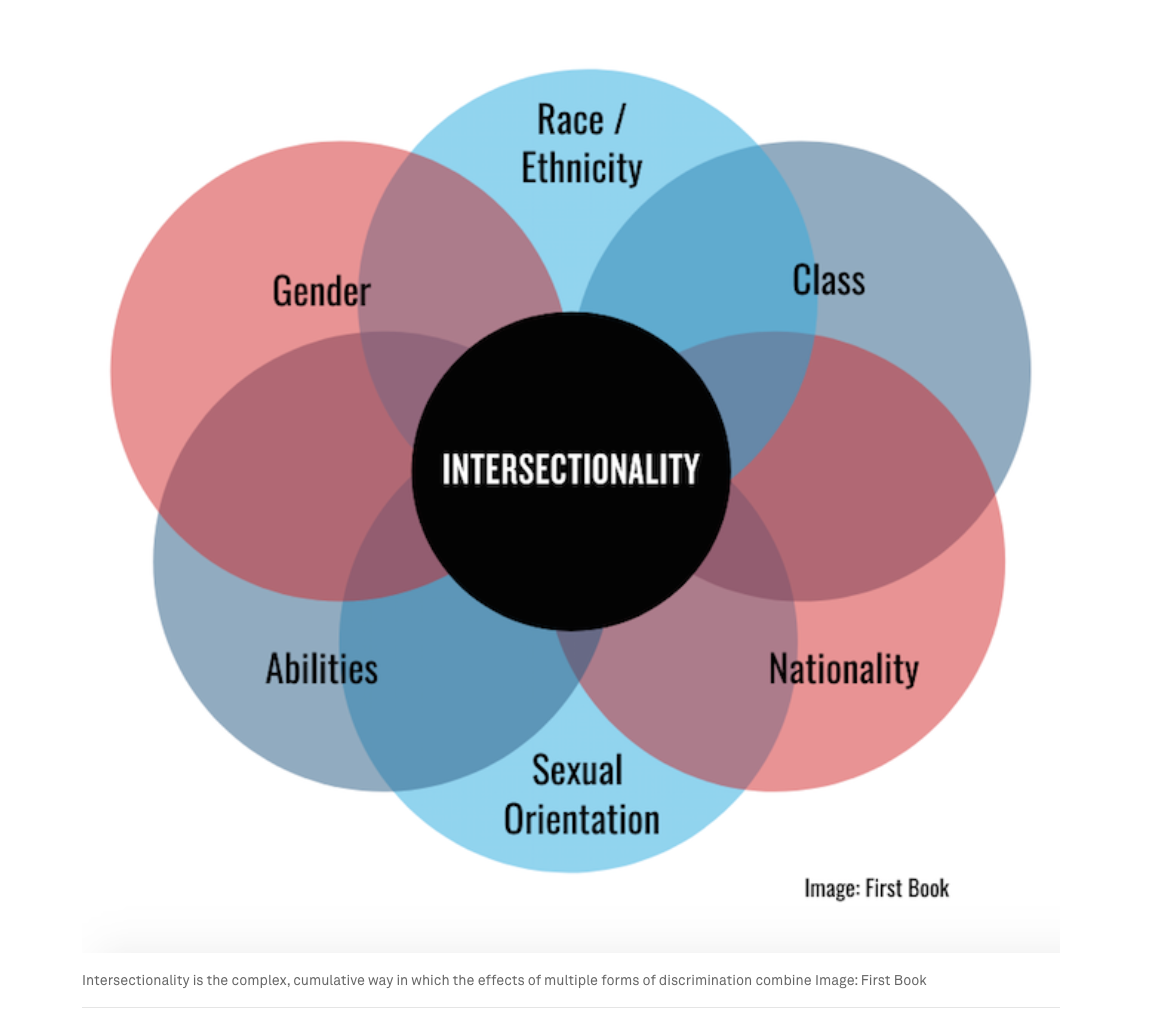 Race /
Ethnicity
Gender
Class
INTERSECTIONALITY
Abilities
Nationality
Sexual
Orientation
Image: First Book
Intersectionality is the complex, cumulative way in which the effects of multiple forms of discrimination combine Image: First Book